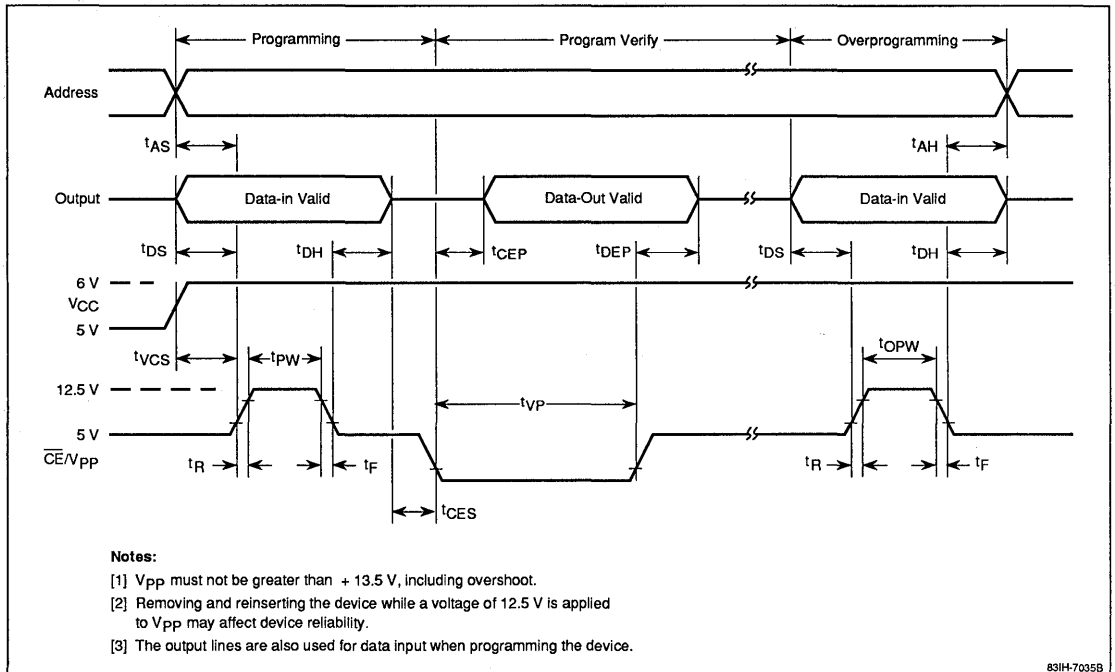 Programming Program Verify Overprogramming
Address
tAS tAH
Output Data-in Valid Data-Out Valid Data-in Valid
tDS tDH tCEP tDEP tDS tDH
6 V
VCC
5 V
tVCS tPW tOPW
12.5 V
tVP
5 V
CE/VPP
tR tF tR tF
tCES
Notes:
[1] VPP must not be greater than + 13.5 V, including overshoot.
[2] Removing and reinserting the device while a voltage of 12.5 V is applied
to VPP may affect device reliability.
[3] The output lines are also used for data input when programming the device.
83IH-7035B